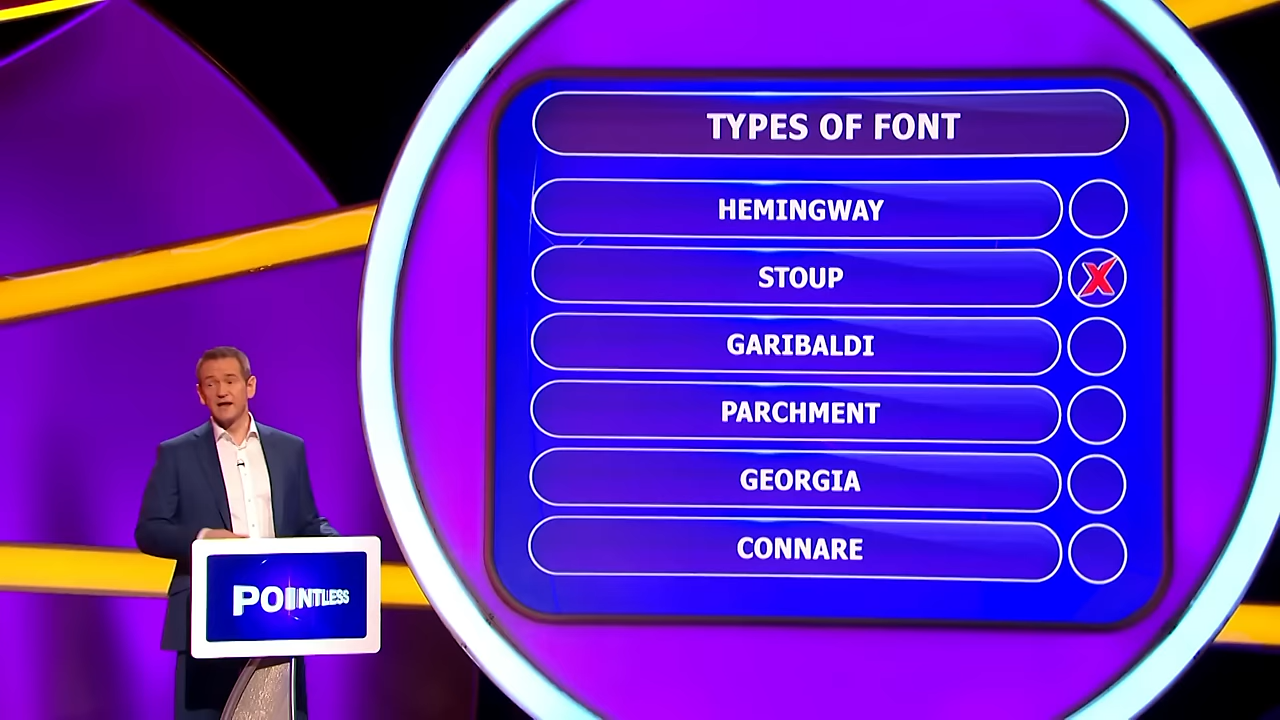 TYPES OF FONT
HEMINGWAY
STOUP
X
GARIBALDI
PARCHMENT
GEORGIA
CONNARE
POINTLESS